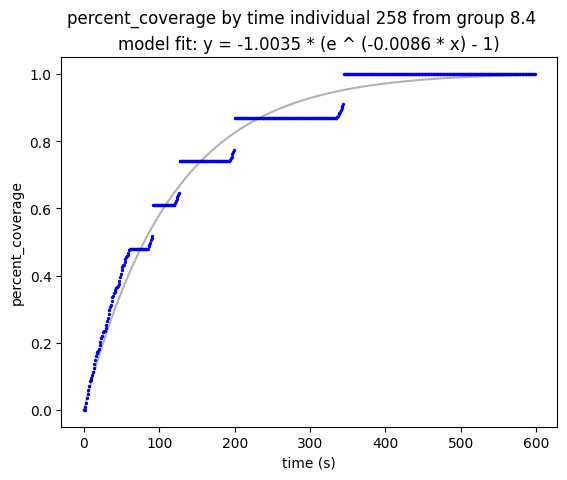 percent_coverage by time individual 258 from group 8.4
model fit: y = -1.0035 * (e ^ (-0.0086 * x) - 1)
1.0
0.8
0.6
0.4
0.2
0.0
percent_coverage
0 100 200 300 400 500 600
time (s)